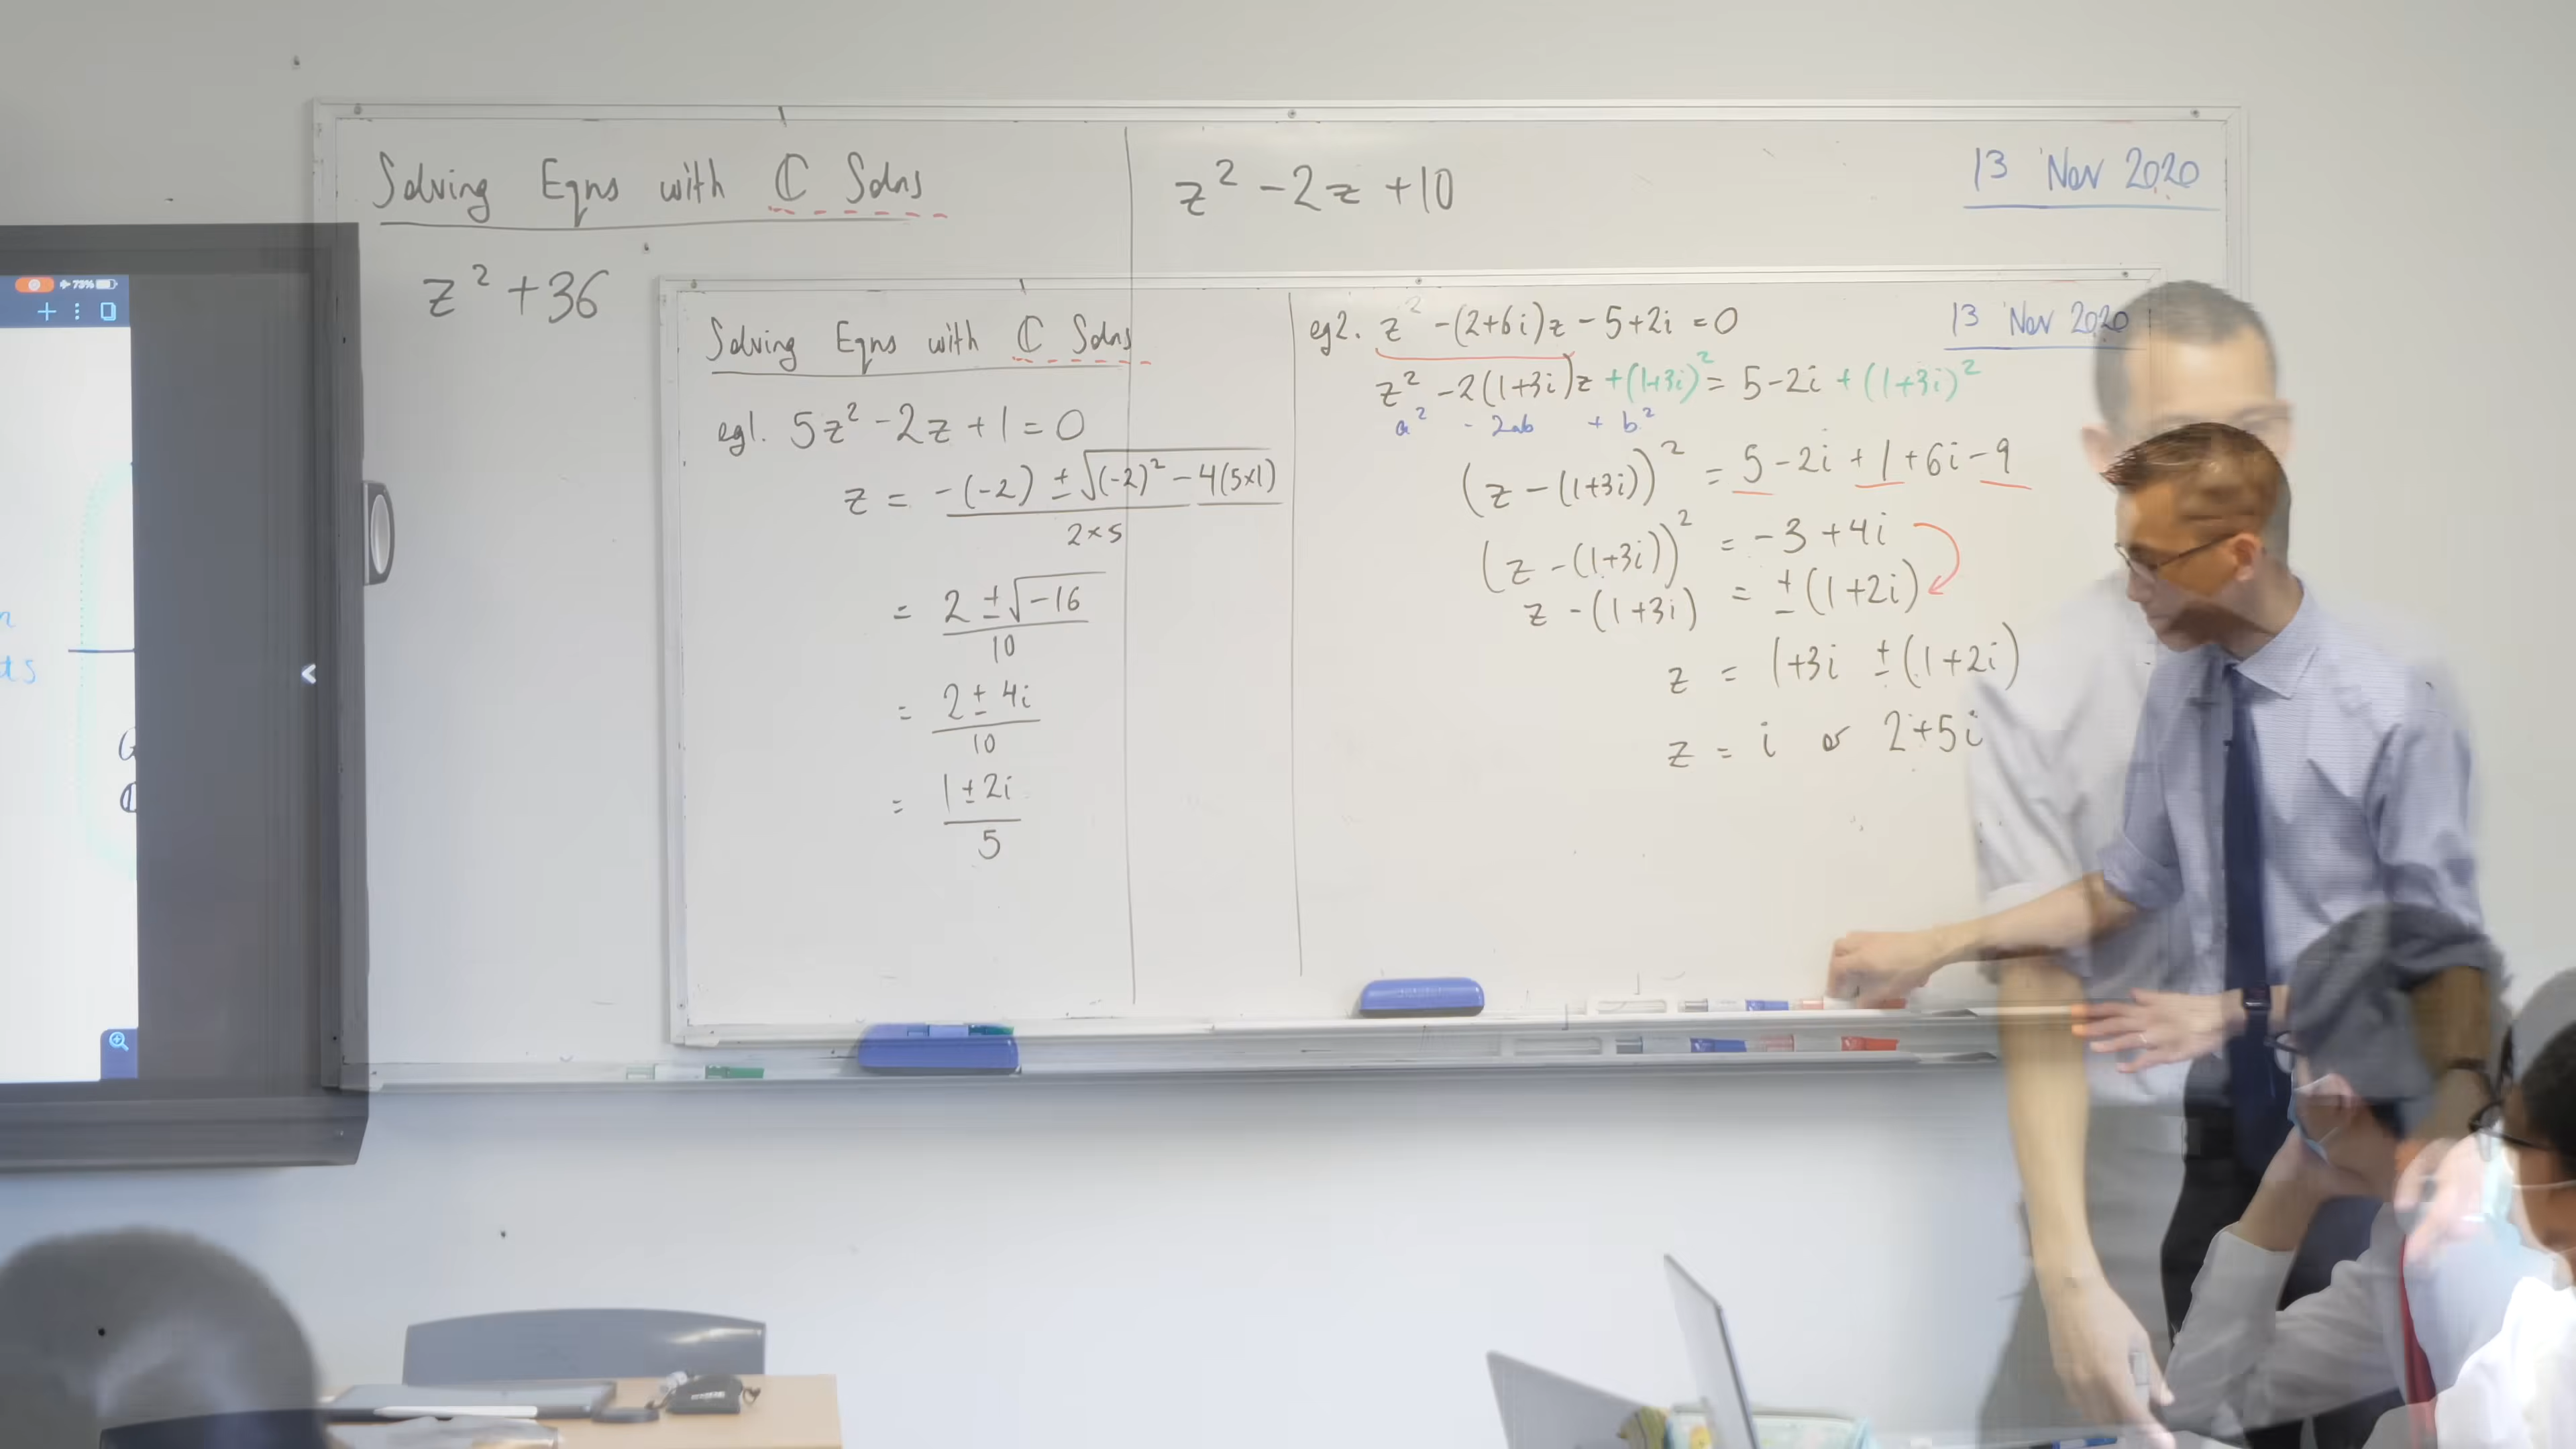 Solving Eqns with ℂ Solns
z² + 36
z² - 2z + 10
13 Nov 2020
Solving Eqns with ℂ Solns
eg1. 5z² - 2z + 1 = 0
z = (-(-2) ± √((-2)² - 4(5×1)))/(2×5)
= (2 ± √-16)/10
= (2 ± 4i)/10
= (1 ± 2i)/5
eg2. z² - (2+6i)z - 5+2i = 0
z² - 2(1+3i)z + (1+3i)² = 5-2i + (1+3i)²
a² - 2ab + b²
(z - (1+3i))² = 5-2i+1+6i-9
(z - (1+3i))² = -3+4i
z - (1+3i) = ±(1+2i)
z = 1+3i ±(1+2i)
z = i or 2+5i
13 Nov 2020
73%
ts